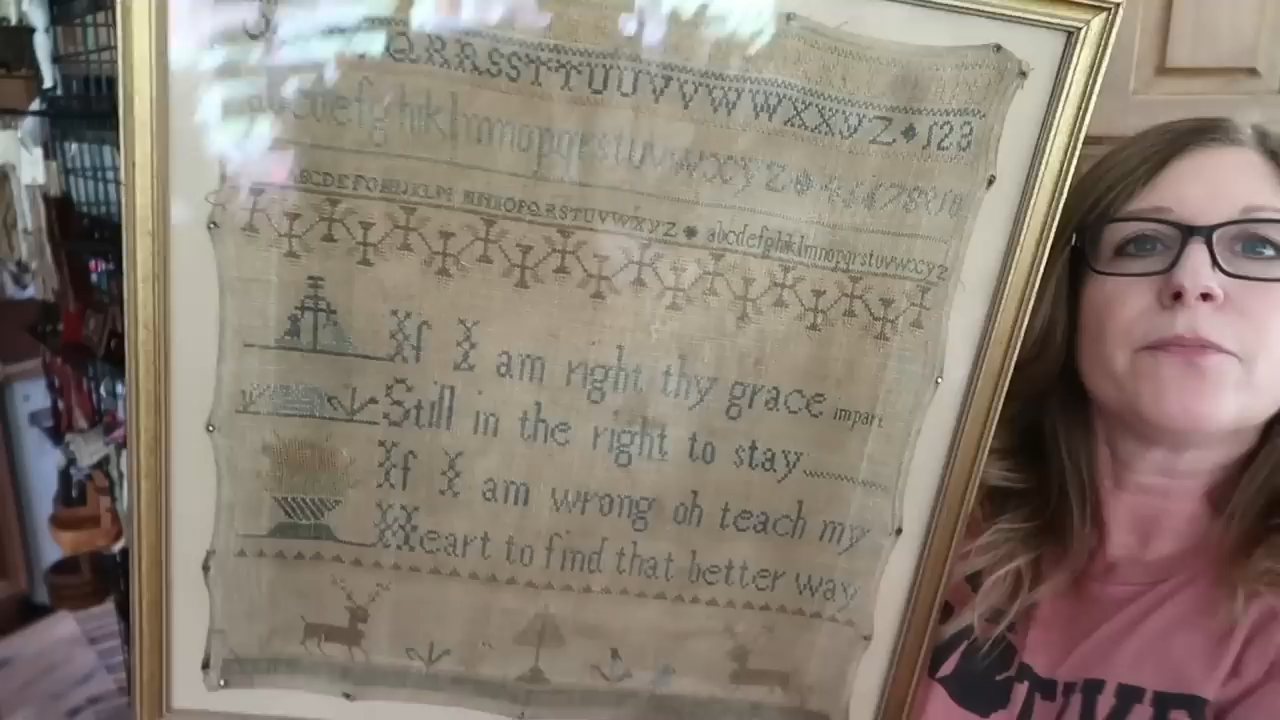 QRRSSTTUUVVWWXXYZ 123
abcdefghiklmnopqrstuvwxyz
NOPQRSTUVWXYZ abcdefghiklmnopqrstuvwxyz
If I am right thy grace impart
Still in the right to stay
If I am wrong oh teach my
Heart to find that better way